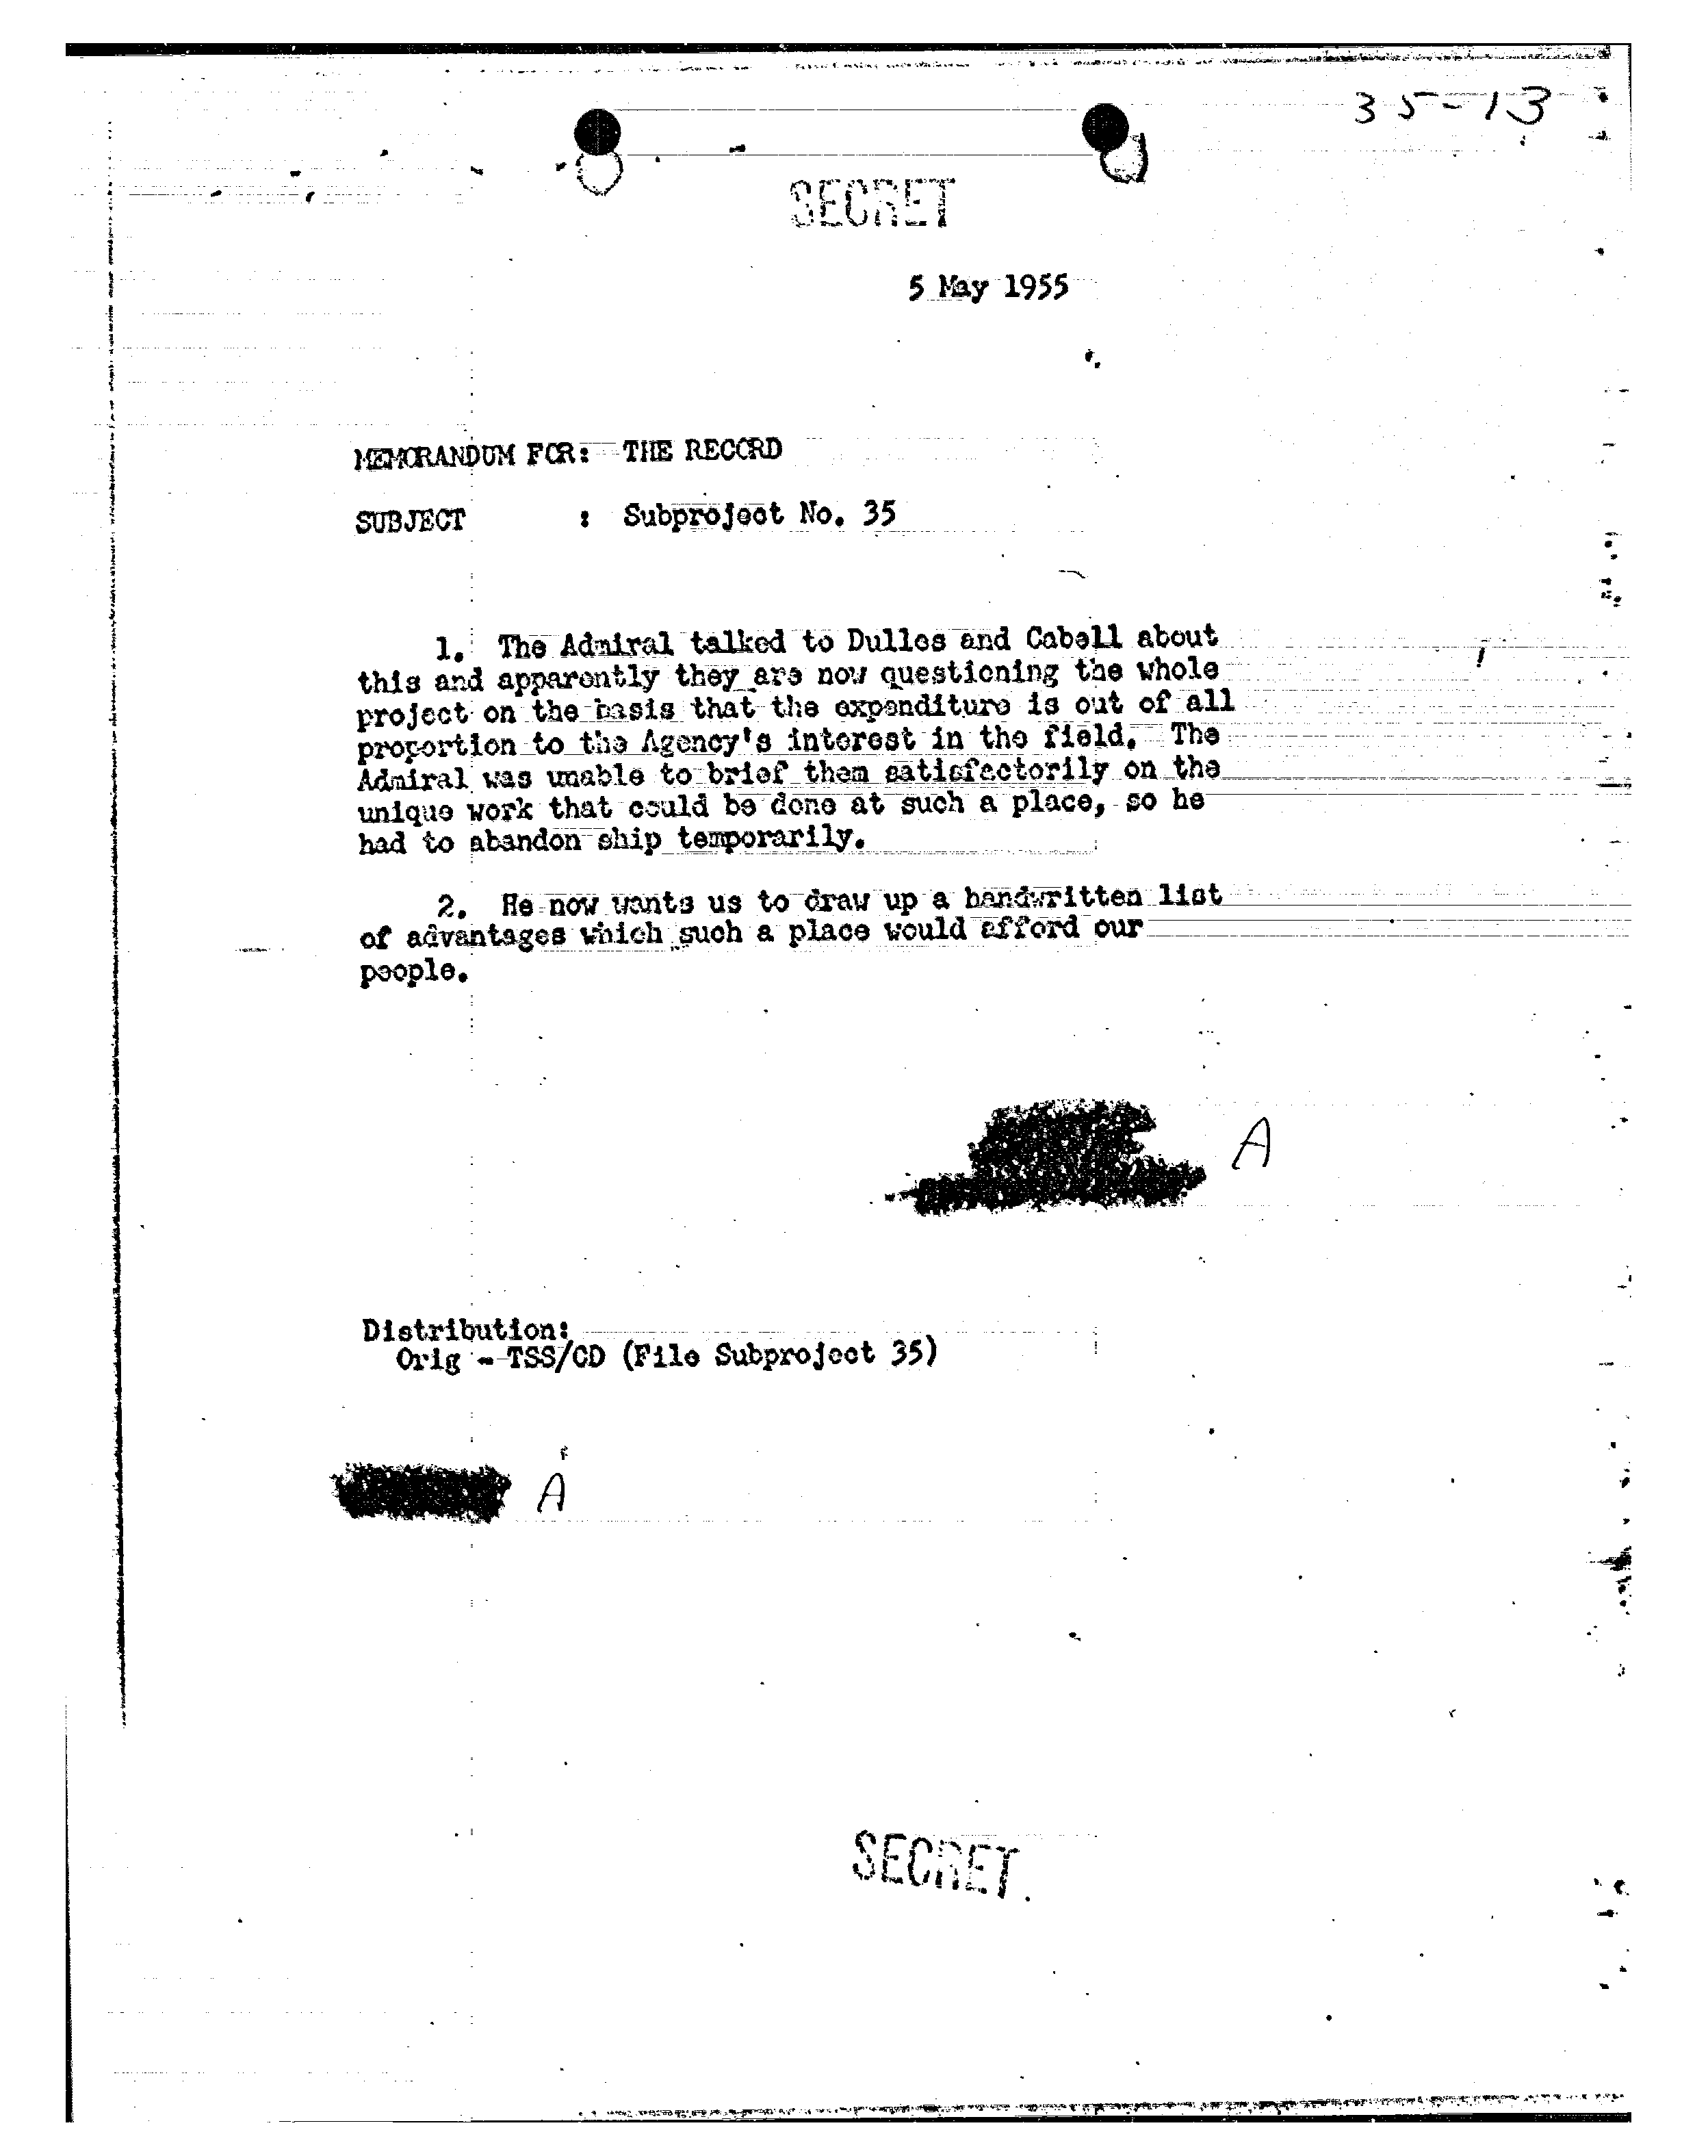 35-13
SECRET
5 May 1955
MEMORANDUM FOR: THE RECORD
SUBJECT : Subproject No. 35
1. The Admiral talked to Dulles and Cabell about
this and apparently they are now questioning the whole
project on the basis that the expenditure is out of all
proportion to the Agency's interest in the field. The
Admiral was unable to brief them satisfactorily on the
unique work that could be done at such a place, so he
had to abandon ship temporarily.
2. He now wants us to draw up a handwritten list
of advantages which such a place would afford our
people.
A
Distribution:
Orig - TSS/CD (File Subproject 35)
A
SECRET